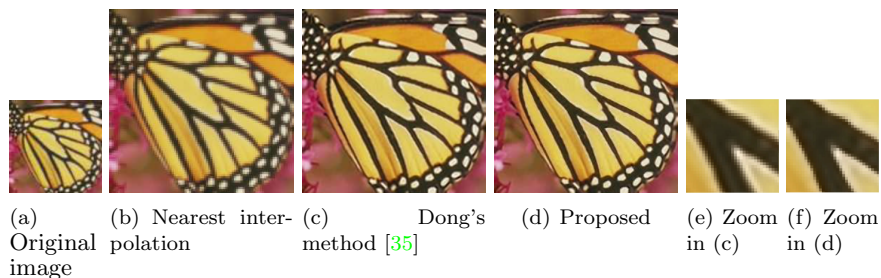 (a)
Original
image
(b) Nearest inter-
polation
(c) Dong's
method [35]
(d) Proposed
(e) Zoom
in (c)
(f) Zoom
in (d)